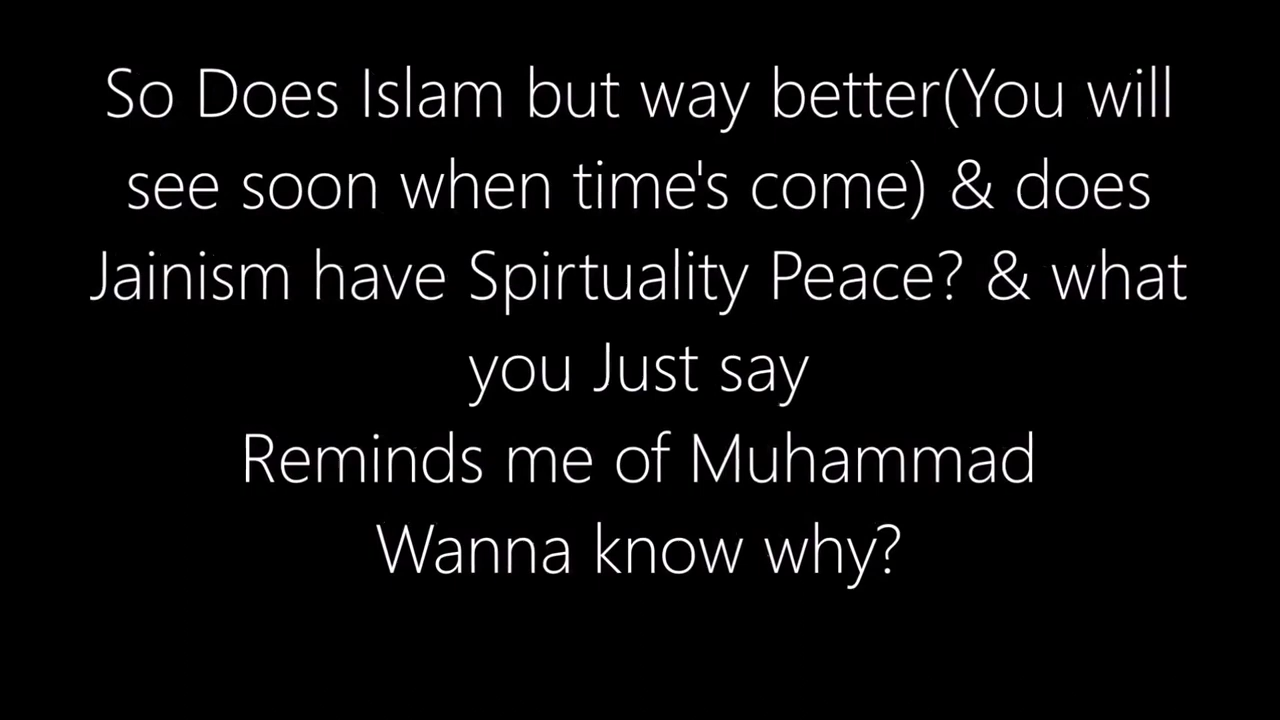 So Does Islam but way better(You will
see soon when time's come) & does
Jainism have Spirtuality Peace? & what
you Just say
Reminds me of Muhammad
Wanna know why?